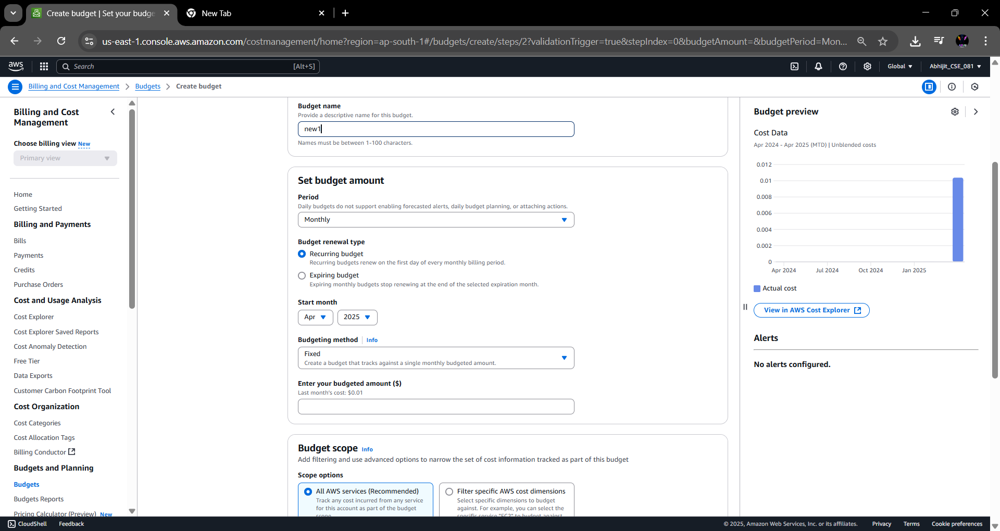 Create budget | Set your budge
New Tab
us-east-1.console.aws.amazon.com/costmanagement/home?region=ap-south-1#/budgets/create/steps/2?validationTrigger=true&stepIndex=0&budgetAmount=&budgetPeriod=Mon...
aws
Search
[Alt+S]
Global
Abhijit_CSE_081
Billing and Cost Management
Budgets
Create budget
Billing and Cost
Management
Choose billing view New
Primary view
Home
Getting Started
Billing and Payments
Bills
Payments
Credits
Purchase Orders
Cost and Usage Analysis
Cost Explorer
Cost Explorer Saved Reports
Cost Anomaly Detection
Free Tier
Data Exports
Customer Carbon Footprint Tool
Cost Organization
Cost Categories
Cost Allocation Tags
Billing Conductor
Budgets and Planning
Budgets
Budgets Reports
Pricing Calculator (Preview) New
Budget name
Provide a descriptive name for this budget.
new1
Names must be between 1-100 characters.
Set budget amount
Period
Daily budgets do not support enabling forecasted alerts, daily budget planning, or attaching actions.
Monthly
Budget renewal type
Recurring budget
Recurring budgets renew on the first day of every monthly billing period.
Expiring budget
Expiring monthly budgets stop renewing at the end of the selected expiration month.
Start month
Apr
2025
Budgeting method Info
Fixed
Create a budget that tracks against a single monthly budgeted amount.
Enter your budgeted amount ($)
Last month's cost: $0.01
Budget scope Info
Add filtering and use advanced options to narrow the set of cost information tracked as part of this budget
Scope options
All AWS services (Recommended)
Track any cost incurred from any service
for this account as part of the budget
scope
Filter specific AWS cost dimensions
Select specific dimensions to budget
against. For example, you can select the
specific service "EC2" to budget against
Budget preview
Cost Data
Apr 2024 - Apr 2025 (MTD) | Unblended costs
0.012
0.01
0.008
0.006
0.004
0.002
0
Apr 2024
Jul 2024
Oct 2024
Jan 2025
Actual cost
View in AWS Cost Explorer
Alerts
No alerts configured.
CloudShell
Feedback
© 2025, Amazon Web Services, Inc. or its affiliates.
Privacy
Terms
Cookie preferences